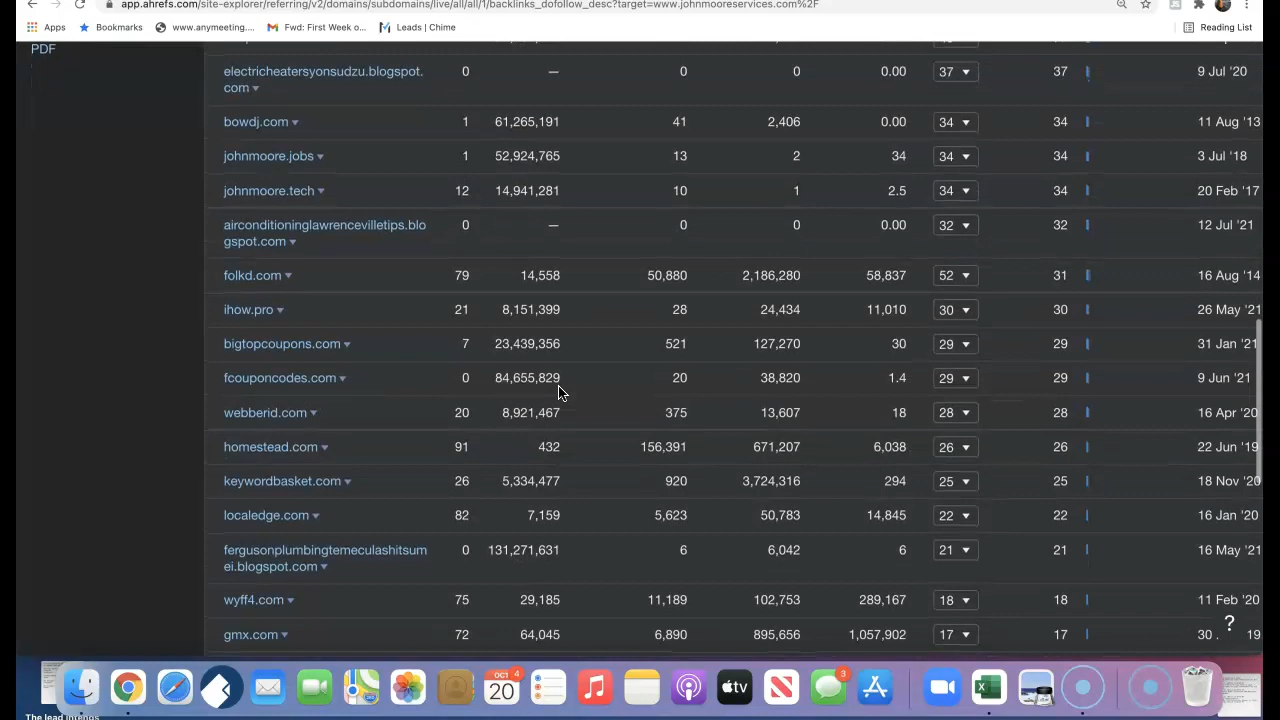 app.ahrefs.com/site-explorer/referring/v2/domains/subdomains/live/all/all/1/backlinks_dofollow_desc?target=www.johnmooreservices.com%2F
Apps Bookmarks www.anymeeting.... Fwd: First Week o... Leads | Chime Reading List
PDF
electricheatersyonsudzu.blogspot.
com 0 — 0 0 0.00 37 37 9 Jul '20
bowdj.com 1 61,265,191 41 2,406 0.00 34 34 11 Aug '13
johnmoore.jobs 1 52,924,765 13 2 34 34 34 3 Jul '18
johnmoore.tech 12 14,941,281 10 1 2.5 34 34 20 Feb '17
airconditioninglawrencevilletips.blo
gspot.com 0 — 0 0 0.00 32 32 12 Jul '21
folkd.com 79 14,558 50,880 2,186,280 58,837 52 31 16 Aug '14
ihow.pro 21 8,151,399 28 24,434 11,010 30 30 26 May '21
bigtopcoupons.com 7 23,439,356 521 127,270 30 29 29 31 Jan '21
fcouponcodes.com 0 84,655,829 20 38,820 1.4 29 29 9 Jun '21
webberid.com 20 8,921,467 375 13,607 18 28 28 16 Apr '20
homestead.com 91 432 156,391 671,207 6,038 26 26 22 Jun '19
keywordbasket.com 26 5,334,477 920 3,724,316 294 25 25 18 Nov '20
localedge.com 82 7,159 5,623 50,783 14,845 22 22 16 Jan '20
fergusonplumbingtemeculashitsum
ei.blogspot.com 0 131,271,631 6 6,042 6 21 21 16 May '21
wyff4.com 75 29,185 11,189 102,753 289,167 18 18 11 Feb '20
?
gmx.com 72 64,045 6,890 895,656 1,057,902 17 17 30 . 19
OCT 4
20
3
tv
The lead intends